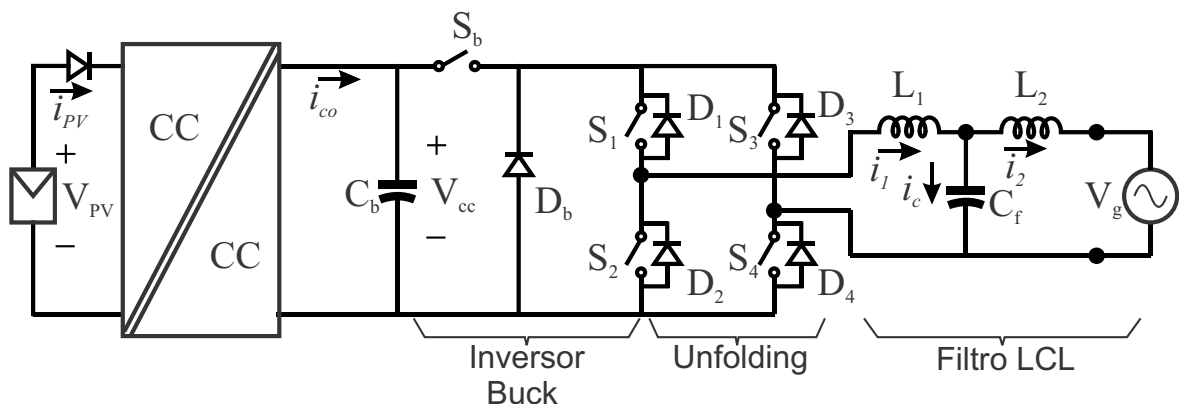 S_b
L_1
L_2
i_PV
CC
i_co
S_1
D_1
S_3
D_3
i_1
i_c
i_2
+
V_PV
−
C_b
+
V_cc
−
D_b
C_f
V_g
CC
S_2
D_2
S_4
D_4
Inversor
Buck
Unfolding
Filtro LCL